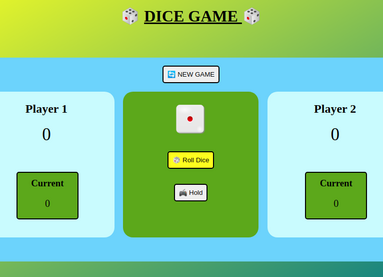 🎲 DICE GAME 🎲
🔄 NEW GAME
Player 1
0
Current
0
🎲 Roll Dice
📥 Hold
Player 2
0
Current
0